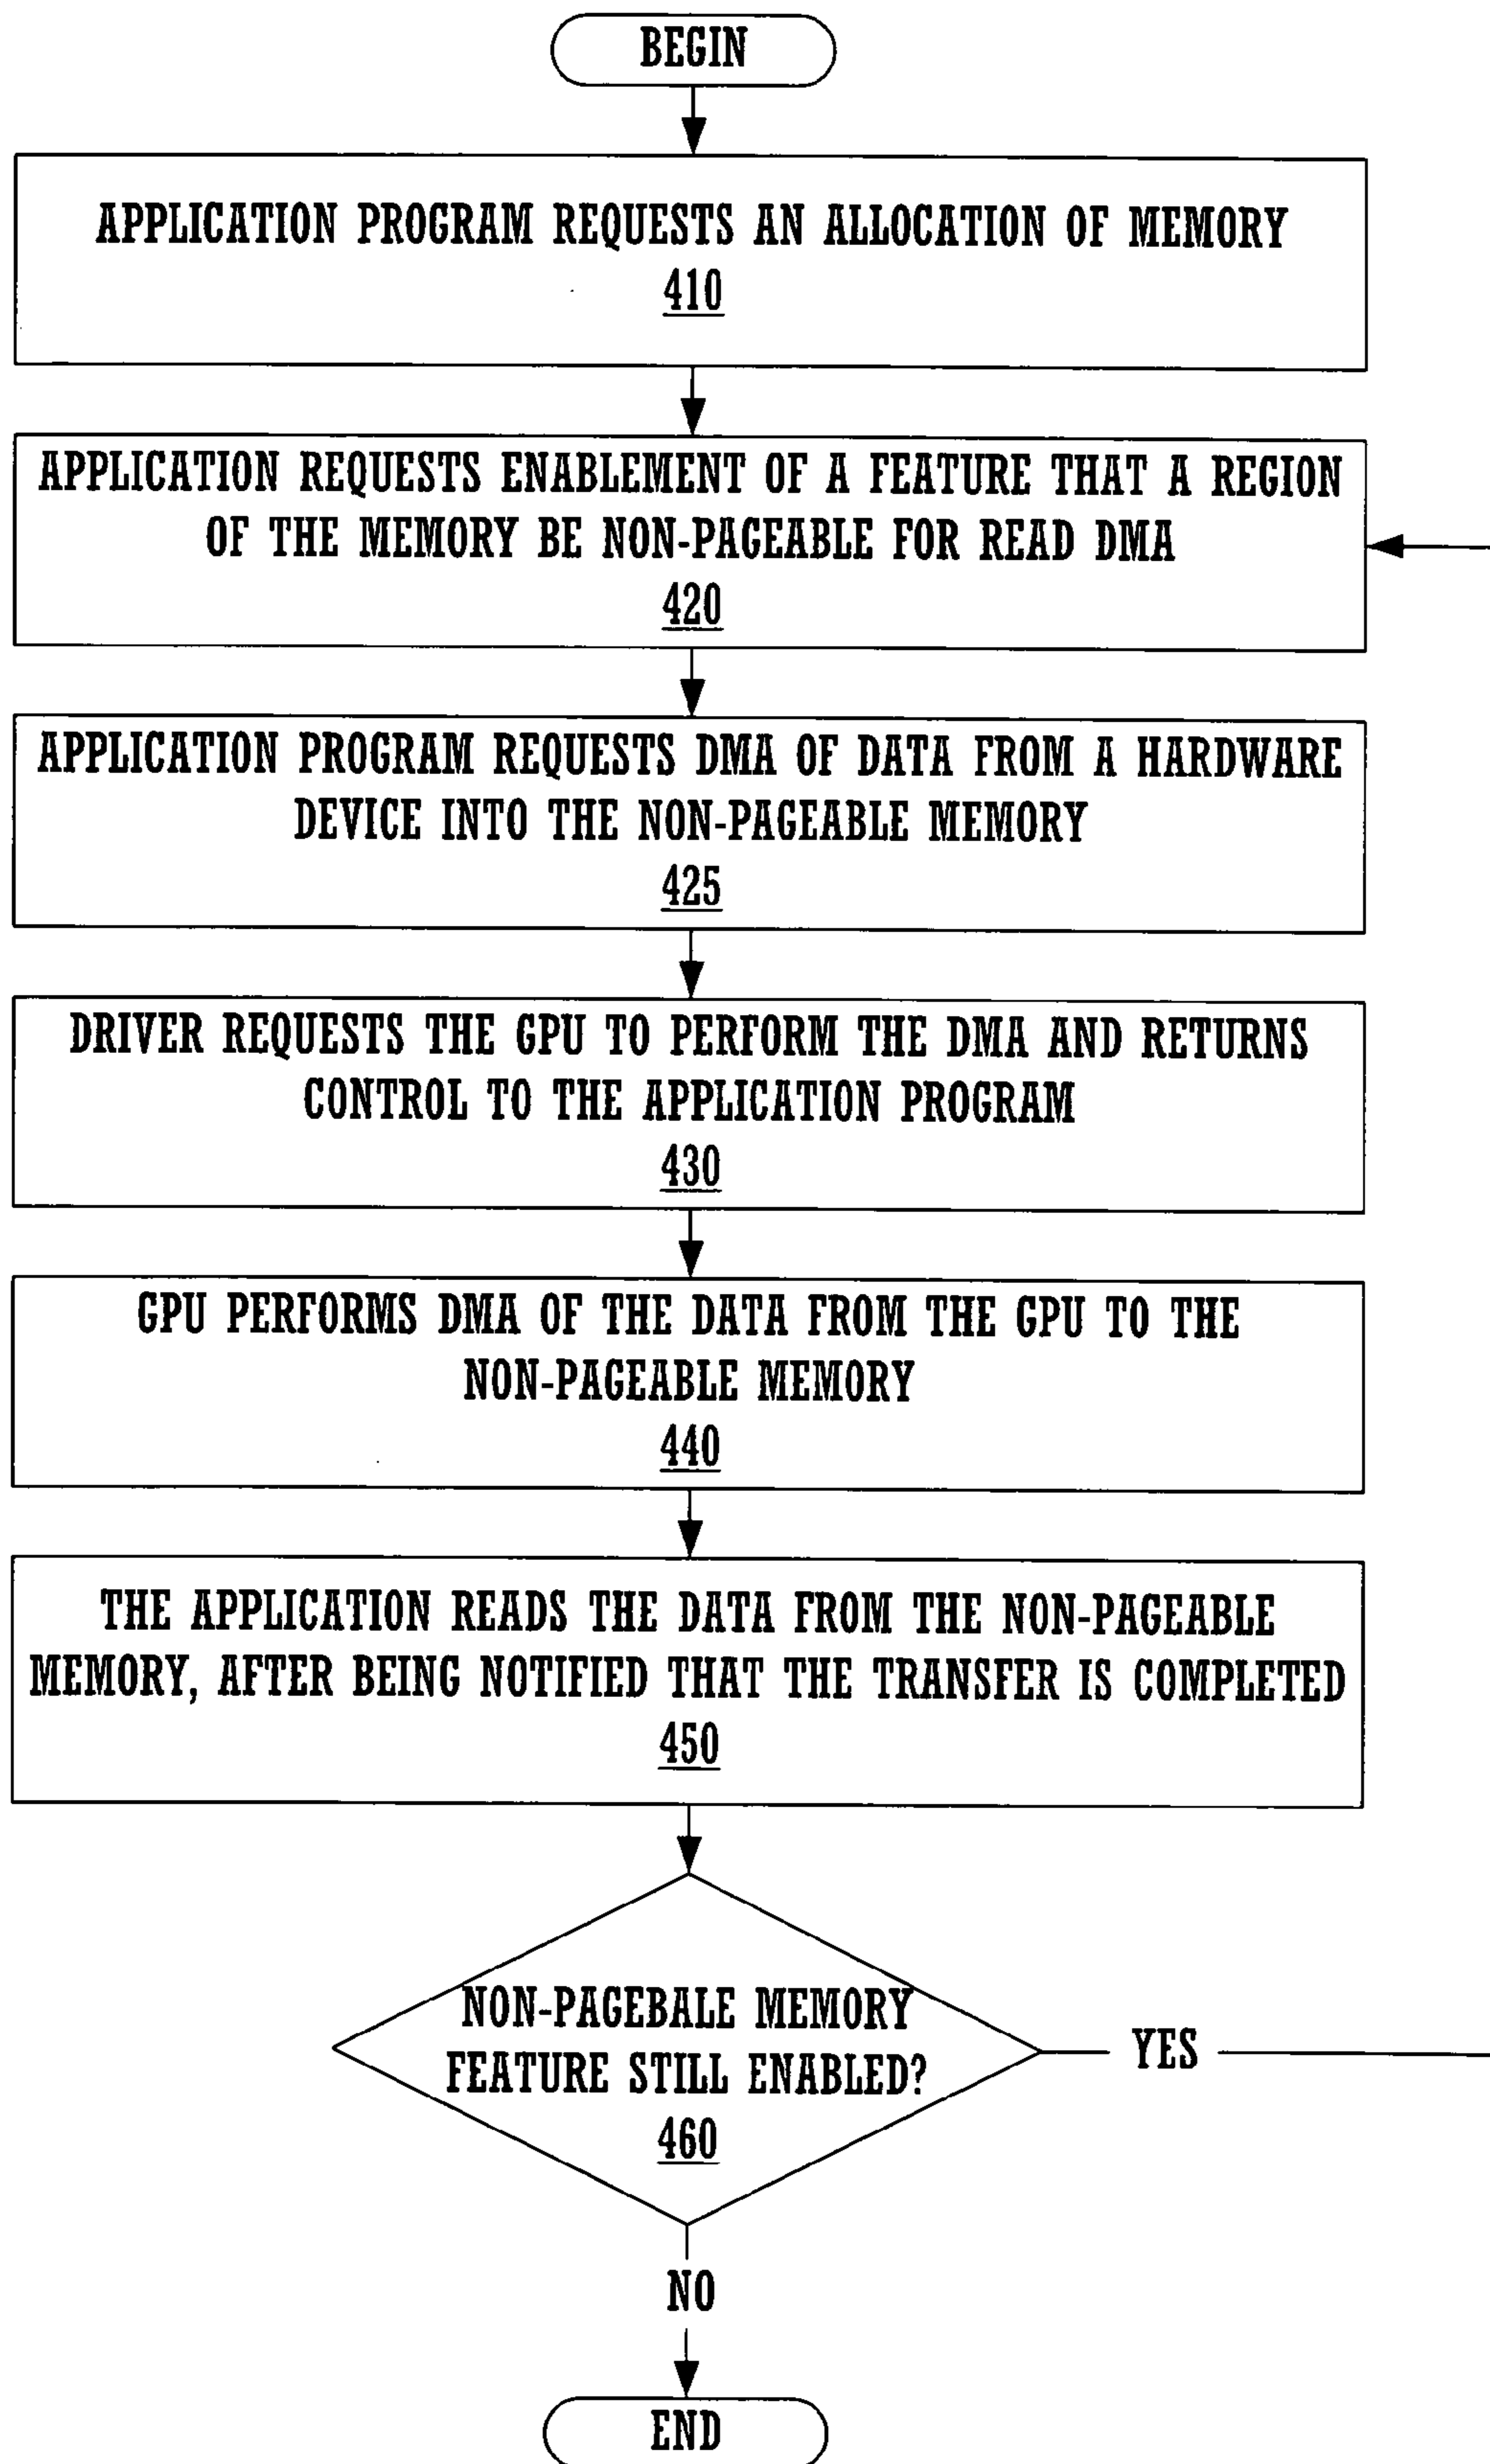 BEGIN
APPLICATION PROGRAM REQUESTS AN ALLOCATION OF MEMORY
410
APPLICATION REQUESTS ENABLEMENT OF A FEATURE THAT A REGION
OF THE MEMORY BE NON-PAGEABLE FOR READ DMA
420
APPLICATION PROGRAM REQUESTS DMA OF DATA FROM A HARDWARE
DEVICE INTO THE NON-PAGEABLE MEMORY
425
DRIVER REQUESTS THE GPU TO PERFORM THE DMA AND RETURNS
CONTROL TO THE APPLICATION PROGRAM
430
GPU PERFORMS DMA OF THE DATA FROM THE GPU TO THE
NON-PAGEABLE MEMORY
440
THE APPLICATION READS THE DATA FROM THE NON-PAGEABLE
MEMORY, AFTER BEING NOTIFIED THAT THE TRANSFER IS COMPLETED
450
NON-PAGEBALE MEMORY
FEATURE STILL ENABLED?
460
YES
NO
END